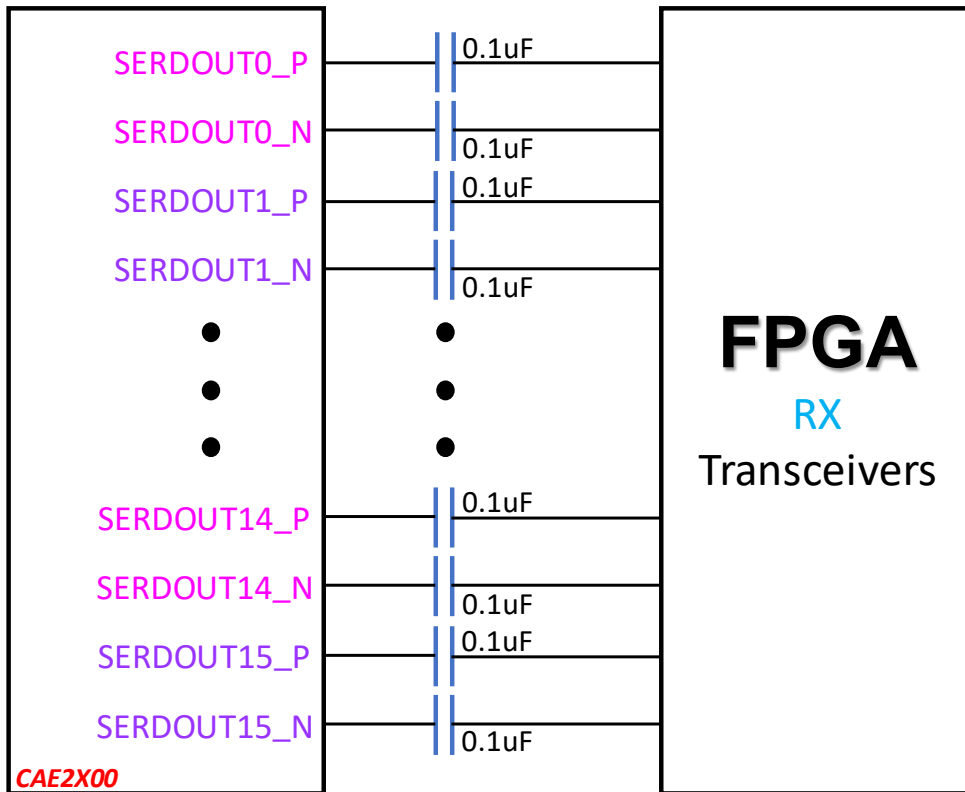 SERDOUT0_P
0.1uF
SERDOUT0_N
0.1uF
SERDOUT1_P
0.1uF
SERDOUT1_N
0.1uF
FPGA
RX
Transceivers
SERDOUT14_P
0.1uF
SERDOUT14_N
0.1uF
SERDOUT15_P
0.1uF
SERDOUT15_N
0.1uF
CAE2X00